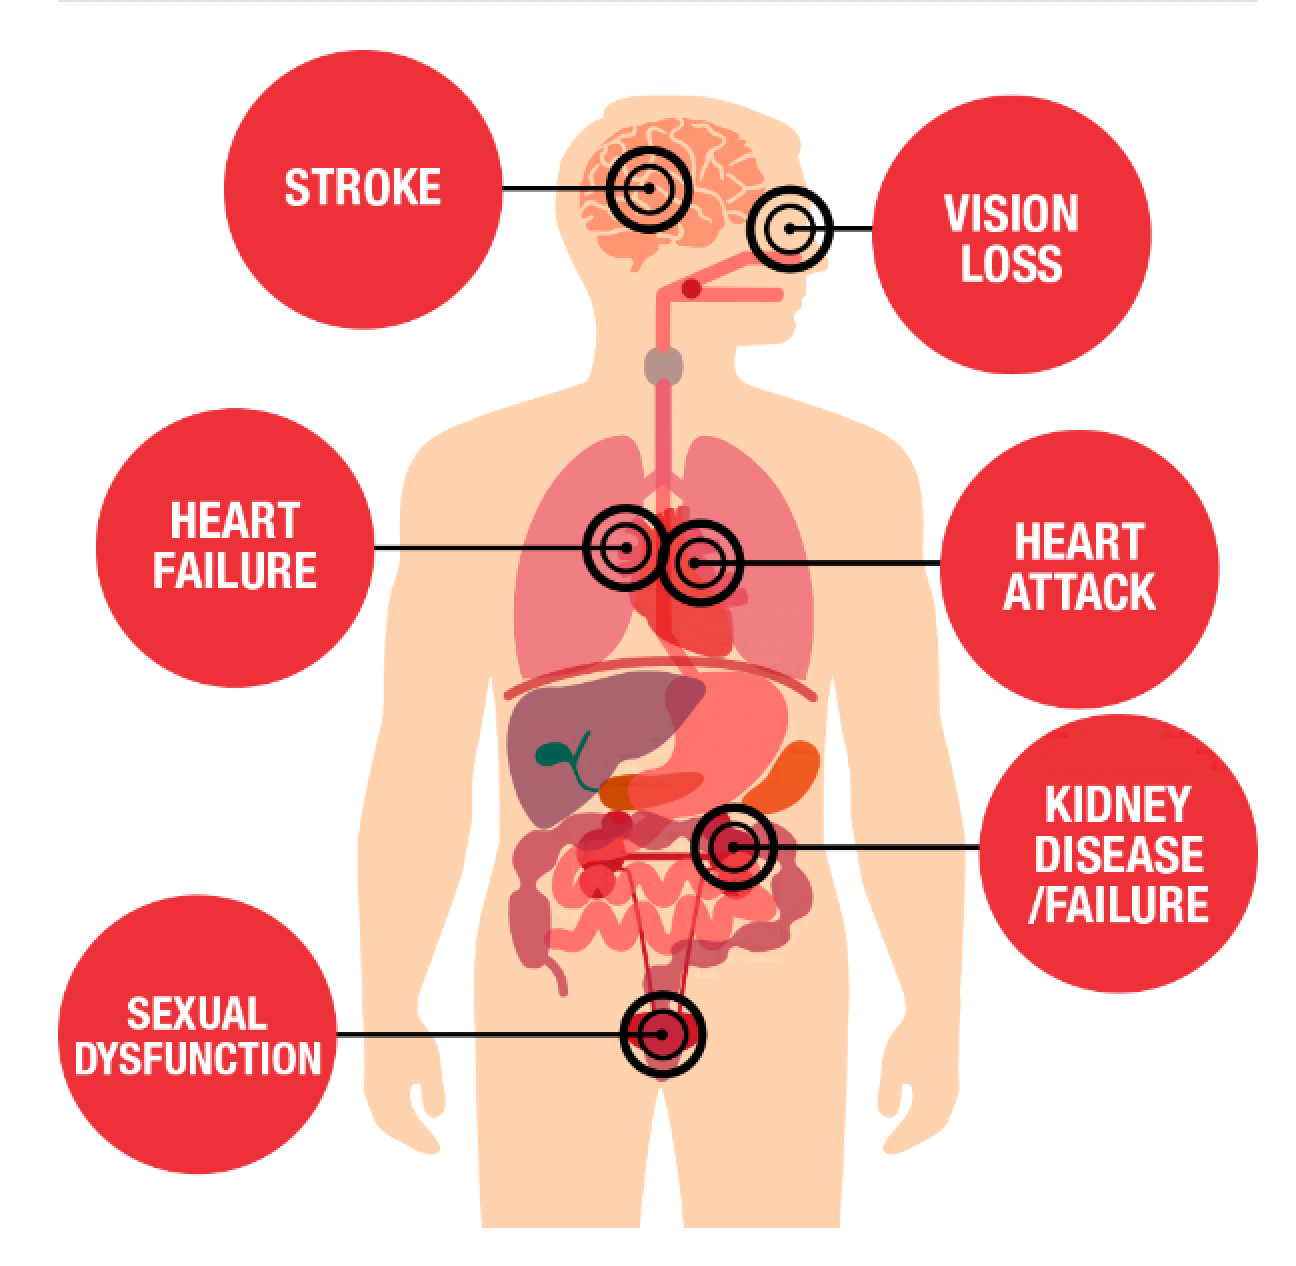 STROKE
VISION
LOSS
HEART
FAILURE
HEART
ATTACK
KIDNEY
DISEASE
/FAILURE
SEXUAL
DYSFUNCTION